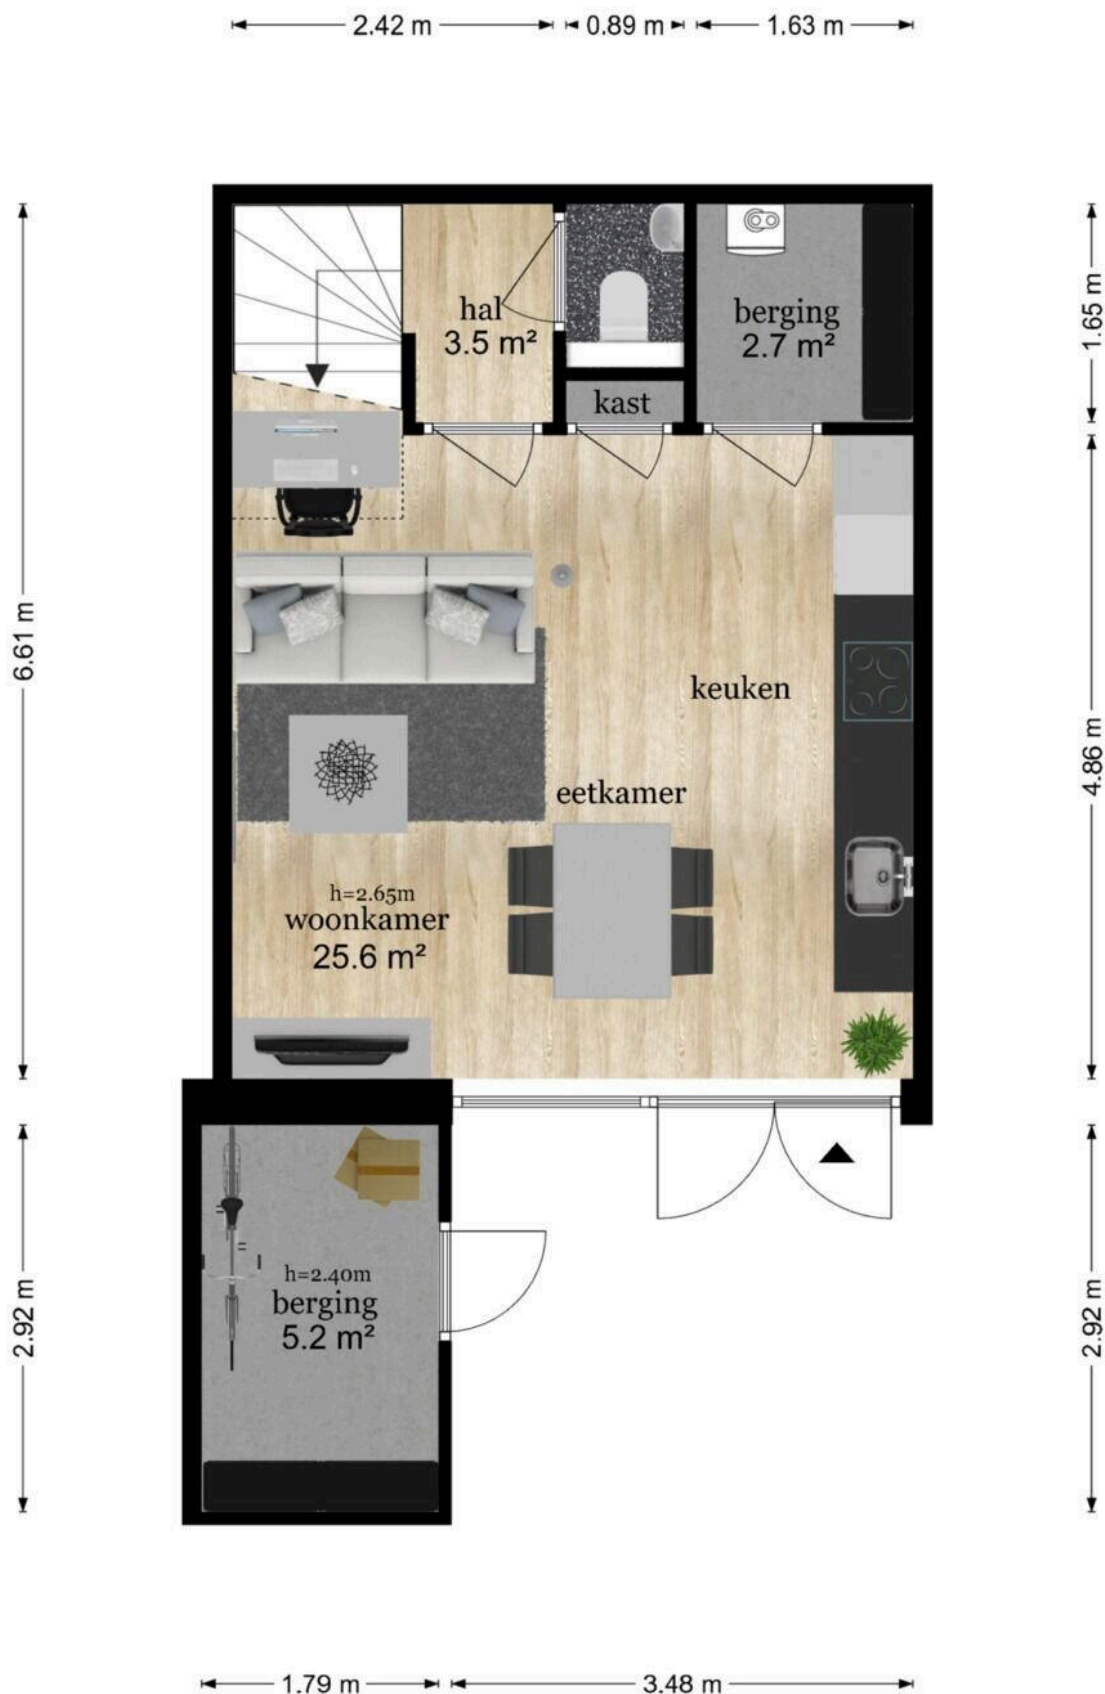 2.42 m
0.89 m
1.63 m
hal
3.5 m²
berging
2.7 m²
1.65 m
kast
6.61 m
keuken
4.86 m
eetkamer
h=2.65m
woonkamer
25.6 m²
h=2.40m
berging
5.2 m²
2.92 m
2.92 m
1.79 m
3.48 m